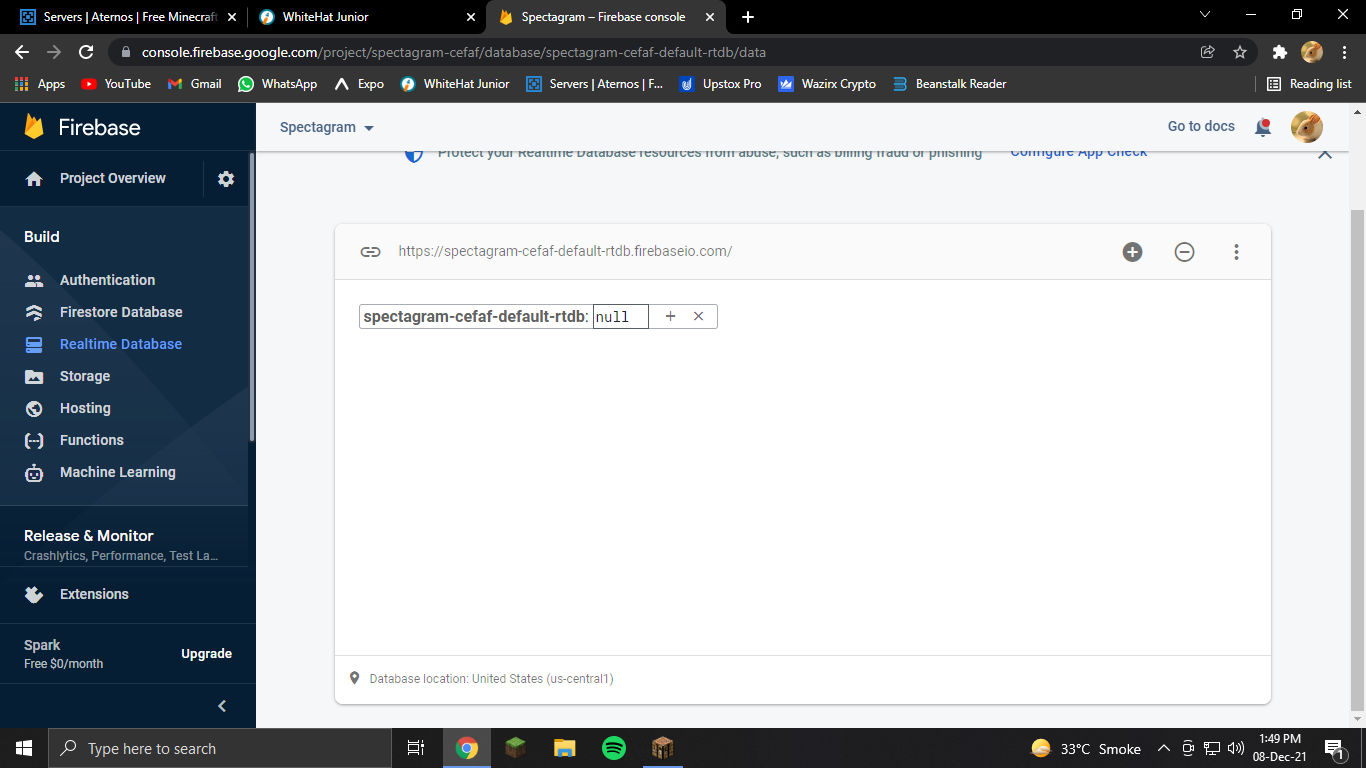 Servers | Aternos | Free Minecraft
WhiteHat Junior
Spectagram – Firebase console
console.firebase.google.com/project/spectagram-cefaf/database/spectagram-cefaf-default-rtdb/data
Apps
YouTube
Gmail
WhatsApp
Expo
WhiteHat Junior
Servers | Aternos | F...
Upstox Pro
Wazirx Crypto
Beanstalk Reader
Reading list
Firebase
Spectagram
Go to docs
Project Overview
Protect your Realtime Database resources from abuse, such as billing fraud or phishing
Configure App Check
Build
Authentication
Firestore Database
Realtime Database
Storage
Hosting
Functions
Machine Learning
Release & Monitor
Crashlytics, Performance, Test La...
Extensions
Spark
Free $0/month
Upgrade
https://spectagram-cefaf-default-rtdb.firebaseio.com/
spectagram-cefaf-default-rtdb: null
Database location: United States (us-central1)
Type here to search
33°C Smoke
1:49 PM
08-Dec-21
1